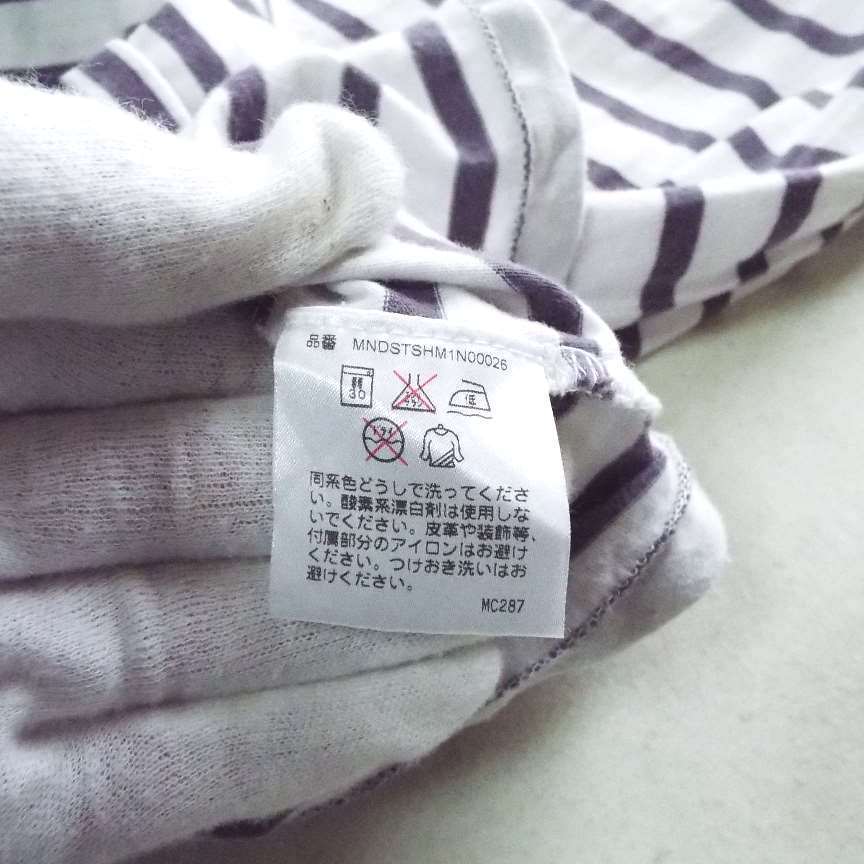 品番 MNDSTSHM1N00026
30
低
ドライ
同系色どうしで洗ってくださ
い。酸素系漂白剤は使用しな
いでください。皮革や装飾等、
付属部分のアイロンはお避け
ください。つけおき洗いはお
避けください。
MC287